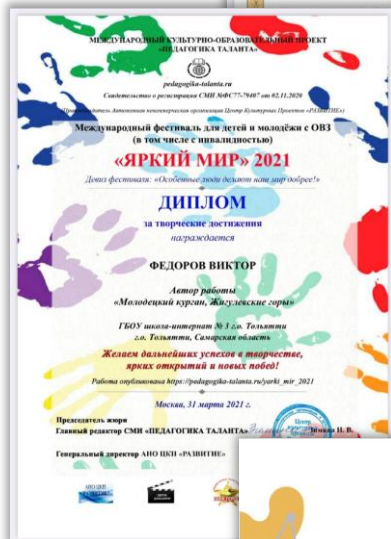 МЕЖДУНАРОДНЫЙ КУЛЬТУРНО-ОБРАЗОВАТЕЛЬНЫЙ ПРОЕКТ
«ПЕДАГОГИКА ТАЛАНТА»
pedagogika-talanta.ru
Свидетельство о регистрации СМИ №ФС77-79407 от 02.11.2020
Автономная некоммерческая организация Центр Культурных Проектов «РАЗВИТИЕ»)
Международный фестиваль для детей и молодёжи с ОВЗ
(в том числе с инвалидностью)
«ЯРКИЙ МИР» 2021
Девиз фестиваля: «Особенные люди делают наш мир добрее!»
ДИПЛОМ
за творческие достижения
награждается
ФЕДОРОВ ВИКТОР
Автор работы
«Молодецкий курган, Жигулевские горы»
ГБОУ школа-интернат № 3 г.о. Тольятти
г.о. Тольятти, Самарская область
Желаем дальнейших успехов в творчестве,
ярких открытий и новых побед!
Работа опубликована https://pedagogika-talanta.ru/yarki_mir_2021
Москва, 31 марта 2021 г.
Председатель жюри
Главный редактор СМИ «ПЕДАГОГИКА ТАЛАНТА» Зимина Н. В.
Генеральный директор АНО ЦКП «РАЗВИТИЕ»